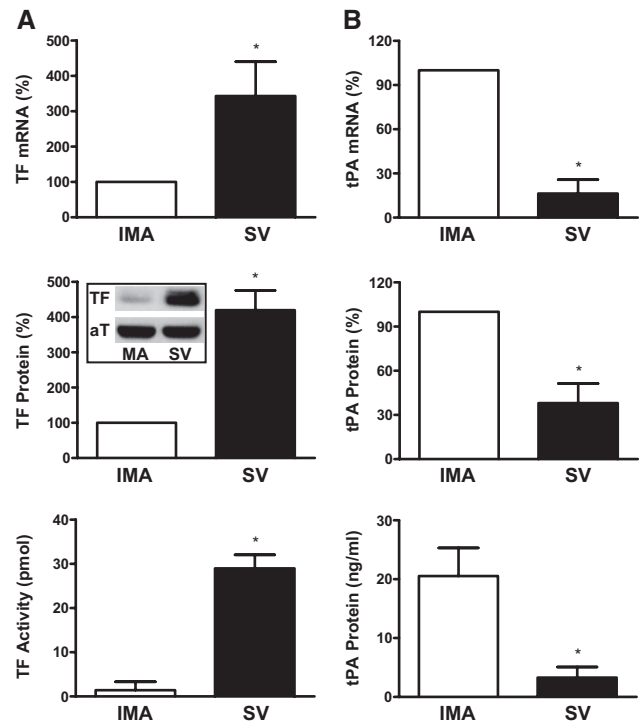 A
TF mRNA (%)
500
400
300
200
100
0
*
IMA SV
B
tPA mRNA (%)
120
90
60
30
0
*
IMA SV
TF Protein (%)
500
400
300
200
100
0
TF
aT
MA SV
*
IMA SV
tPA Protein (%)
120
90
60
30
0
*
IMA SV
TF Activity (pmol)
40
30
20
10
0
*
IMA SV
tPA Protein (ng/ml)
30
20
10
0
*
IMA SV